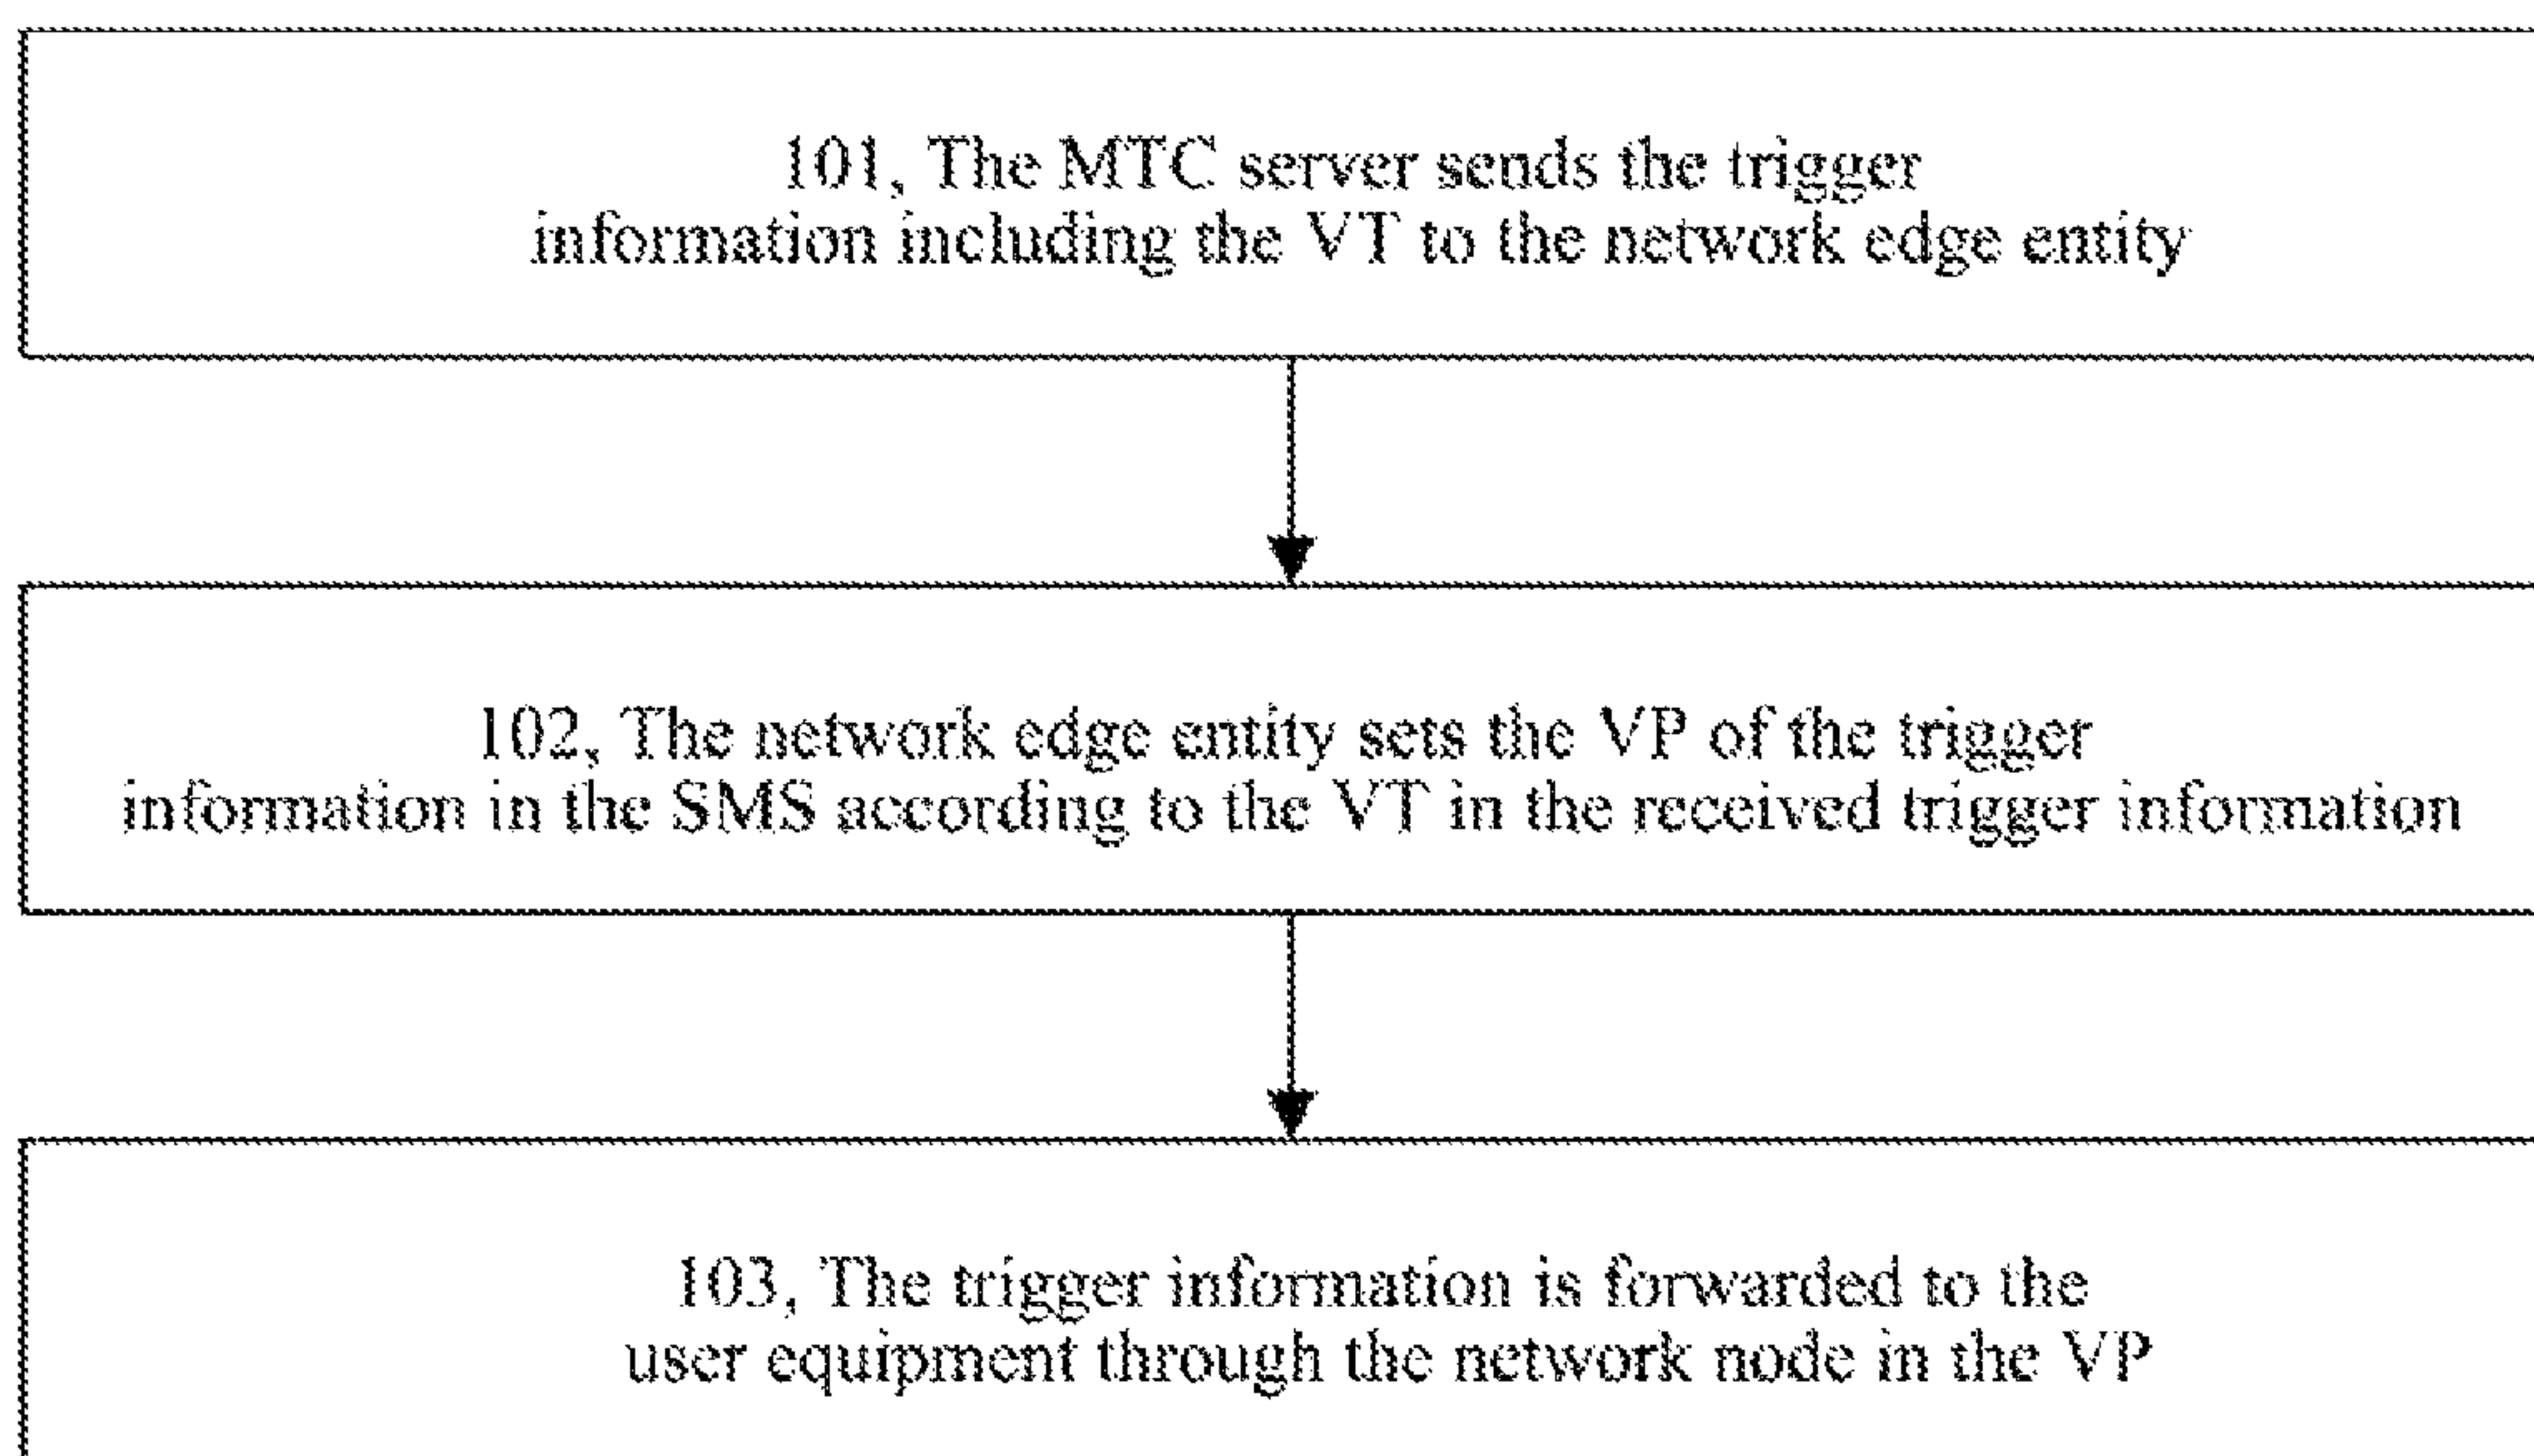 101, The MTC server sends the trigger
information including the VT to the network edge entity
102, The network edge entity sets the VP of the trigger
information in the SMS according to the VT in the received trigger information
103, The trigger information is forwarded to the
user equipment through the network node in the VP